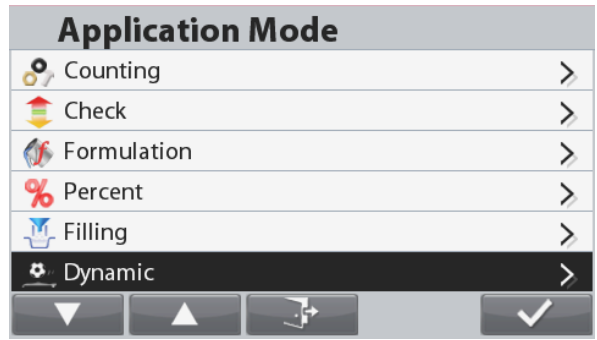 Application Mode
Counting
Check
Formulation
Percent
Filling
Dynamic